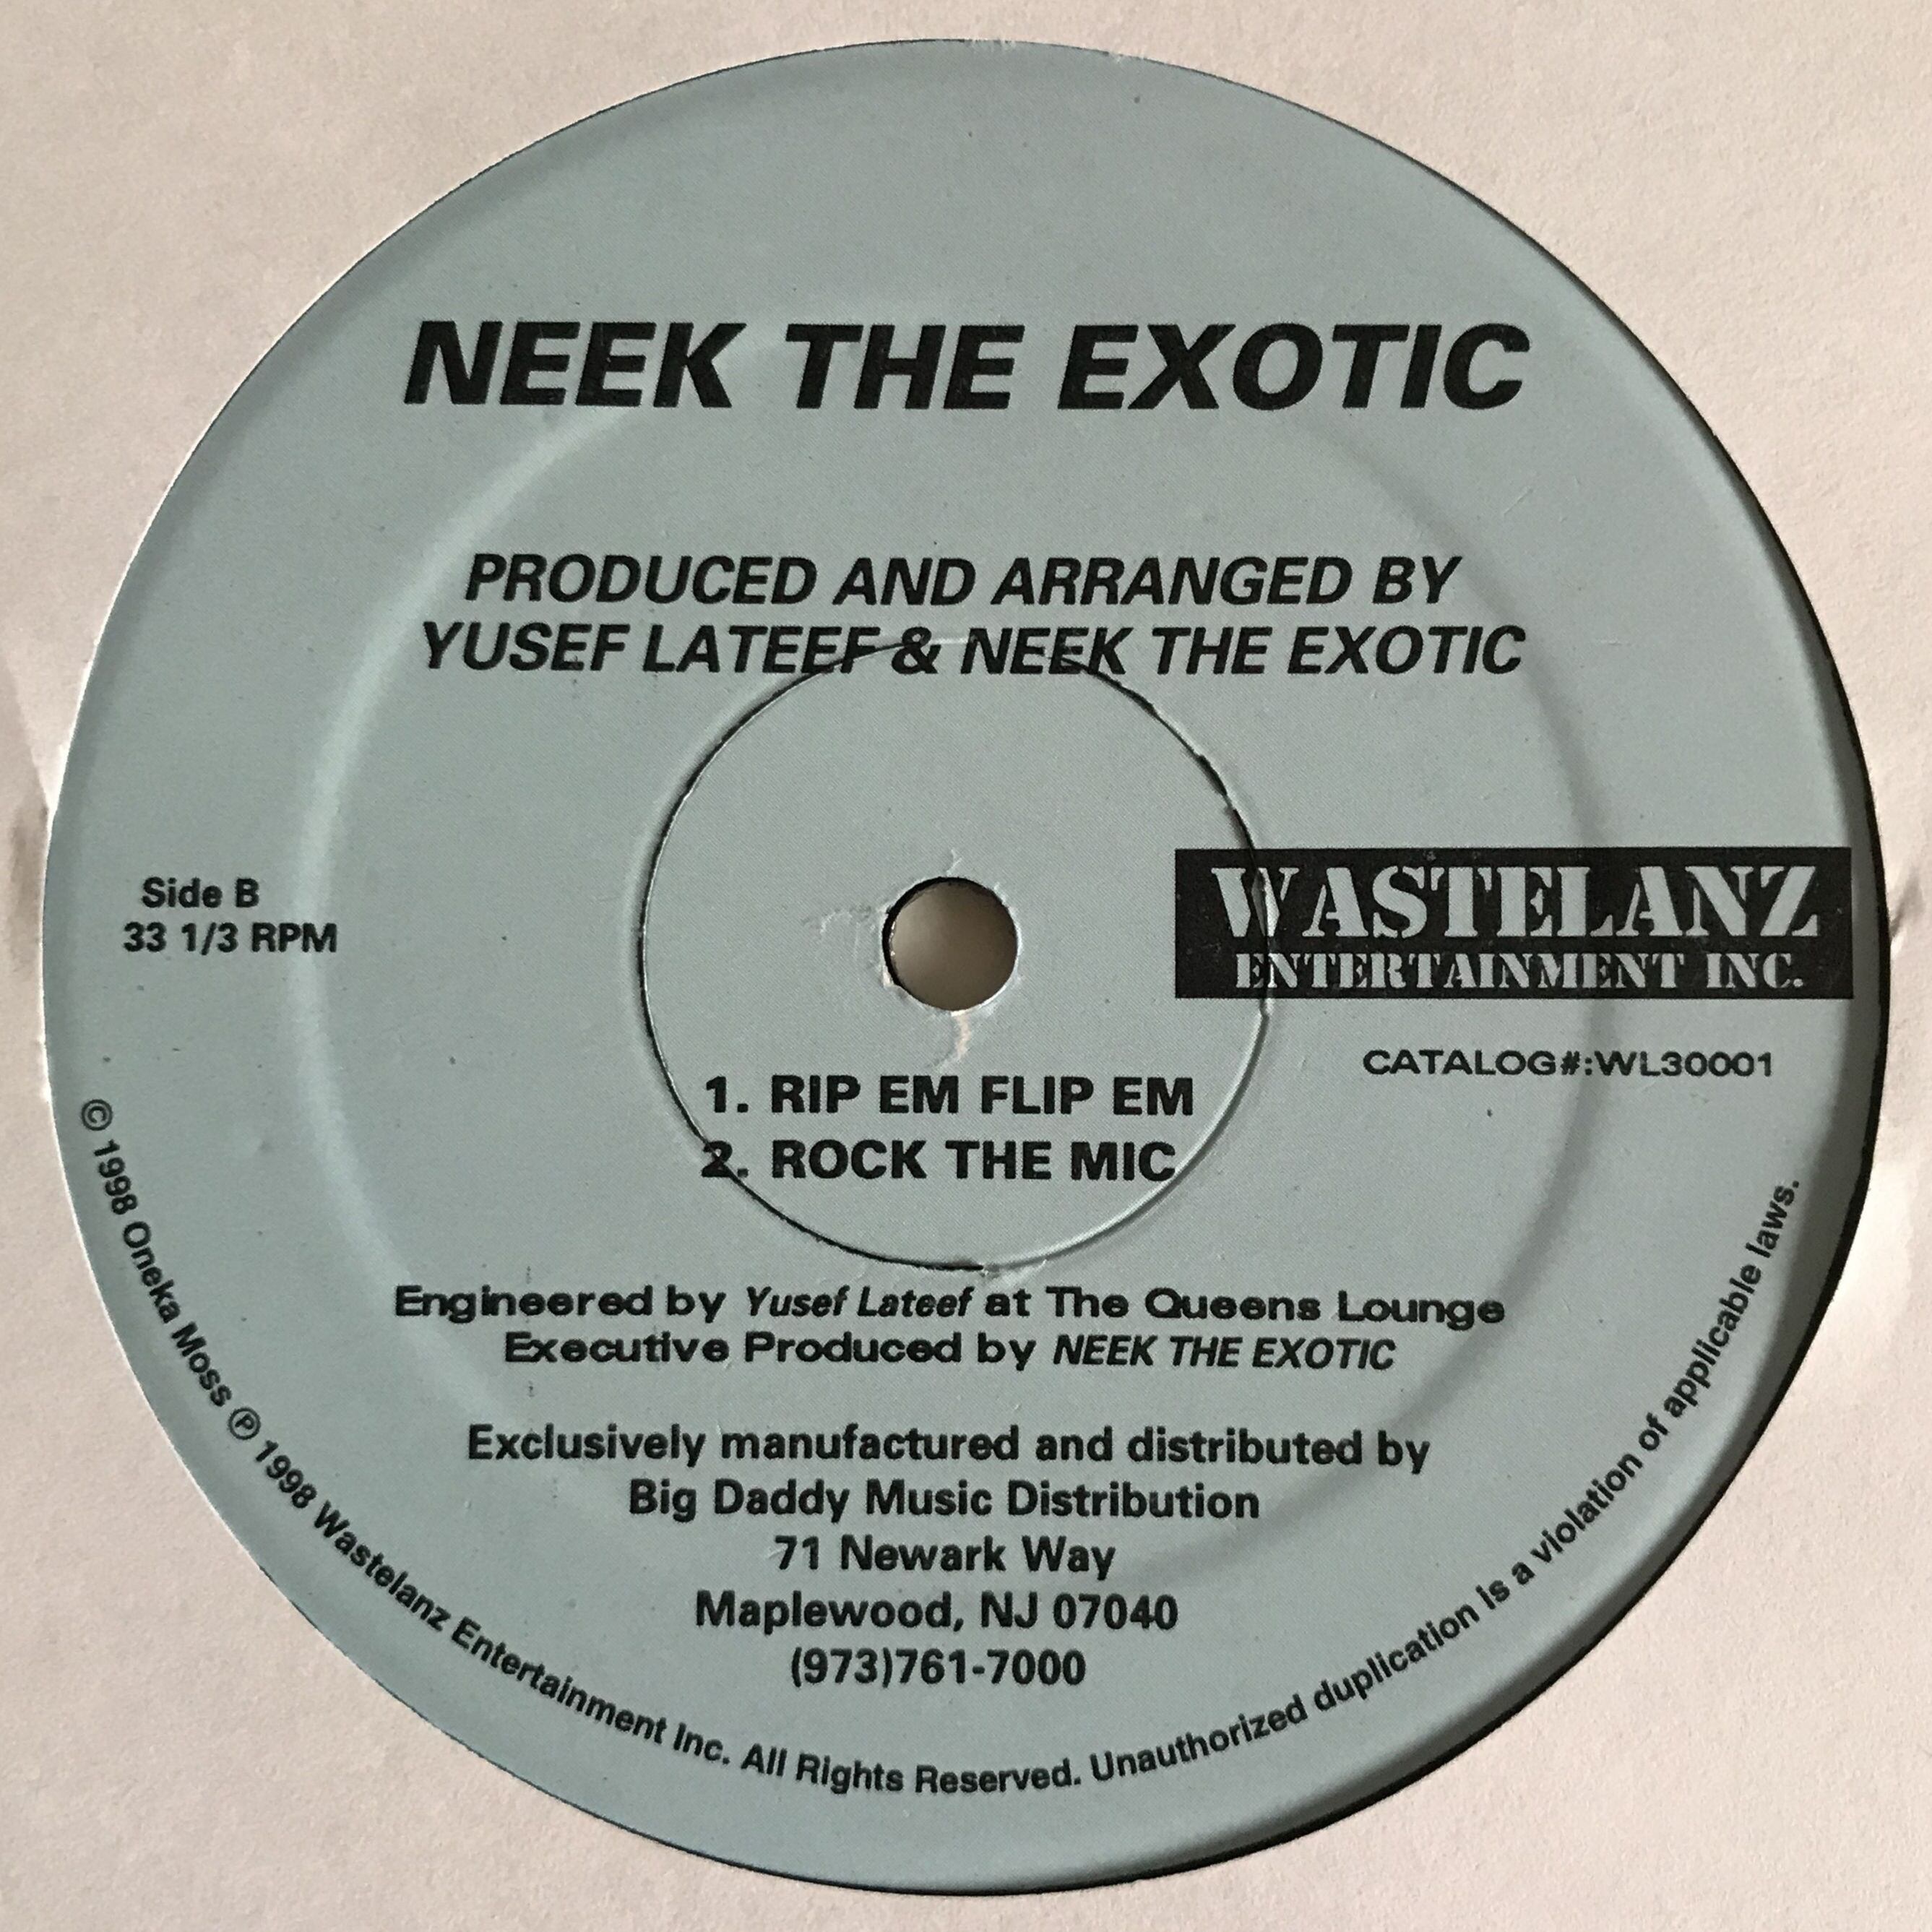 NEEK THE EXOTIC
PRODUCED AND ARRANGED BY
YUSEF LATEEF & NEEK THE EXOTIC
Side B
33 1/3 RPM
WASTELANZ
ENTERTAINMENT INC.
CATALOG#:WL30001
1. RIP EM FLIP EM
2. ROCK THE MIC
Engineered by Yusef Lateef at The Queens Lounge
Executive Produced by NEEK THE EXOTIC
Exclusively manufactured and distributed by
Big Daddy Music Distribution
71 Newark Way
Maplewood, NJ 07040
(973)761-7000
© 1998 Oneka Moss ℗ 1998 Wastelanz Entertainment Inc. All Rights Reserved. Unauthorized duplication is a violation of applicable laws.